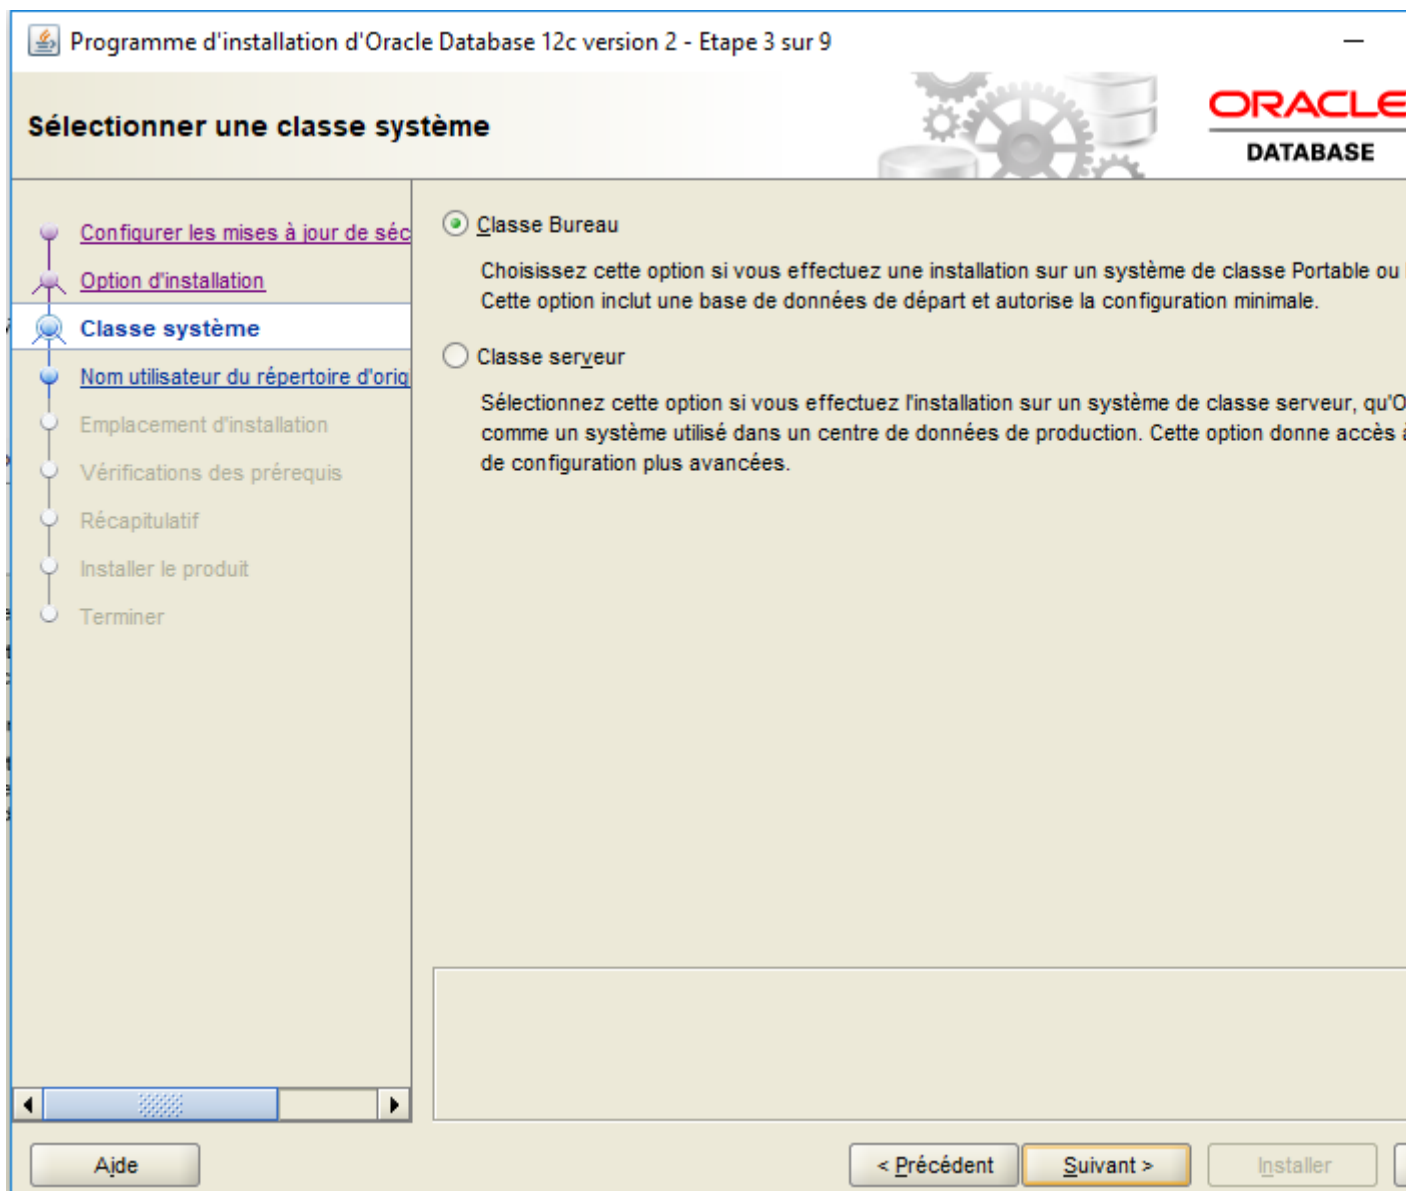 Programme d'installation d'Oracle Database 12c version 2 - Etape 3 sur 9
Sélectionner une classe système
ORACLE
DATABASE
Configurer les mises à jour de séc
Option d'installation
Classe système
Nom utilisateur du répertoire d'orig
Emplacement d'installation
Vérifications des prérequis
Récapitulatif
Installer le produit
Terminer
Classe Bureau
Choisissez cette option si vous effectuez une installation sur un système de classe Portable ou
Cette option inclut une base de données de départ et autorise la configuration minimale.
Classe serveur
Sélectionnez cette option si vous effectuez l'installation sur un système de classe serveur, qu'O
comme un système utilisé dans un centre de données de production. Cette option donne accès à
de configuration plus avancées.
Aide
< Précédent
Suivant >
Installer